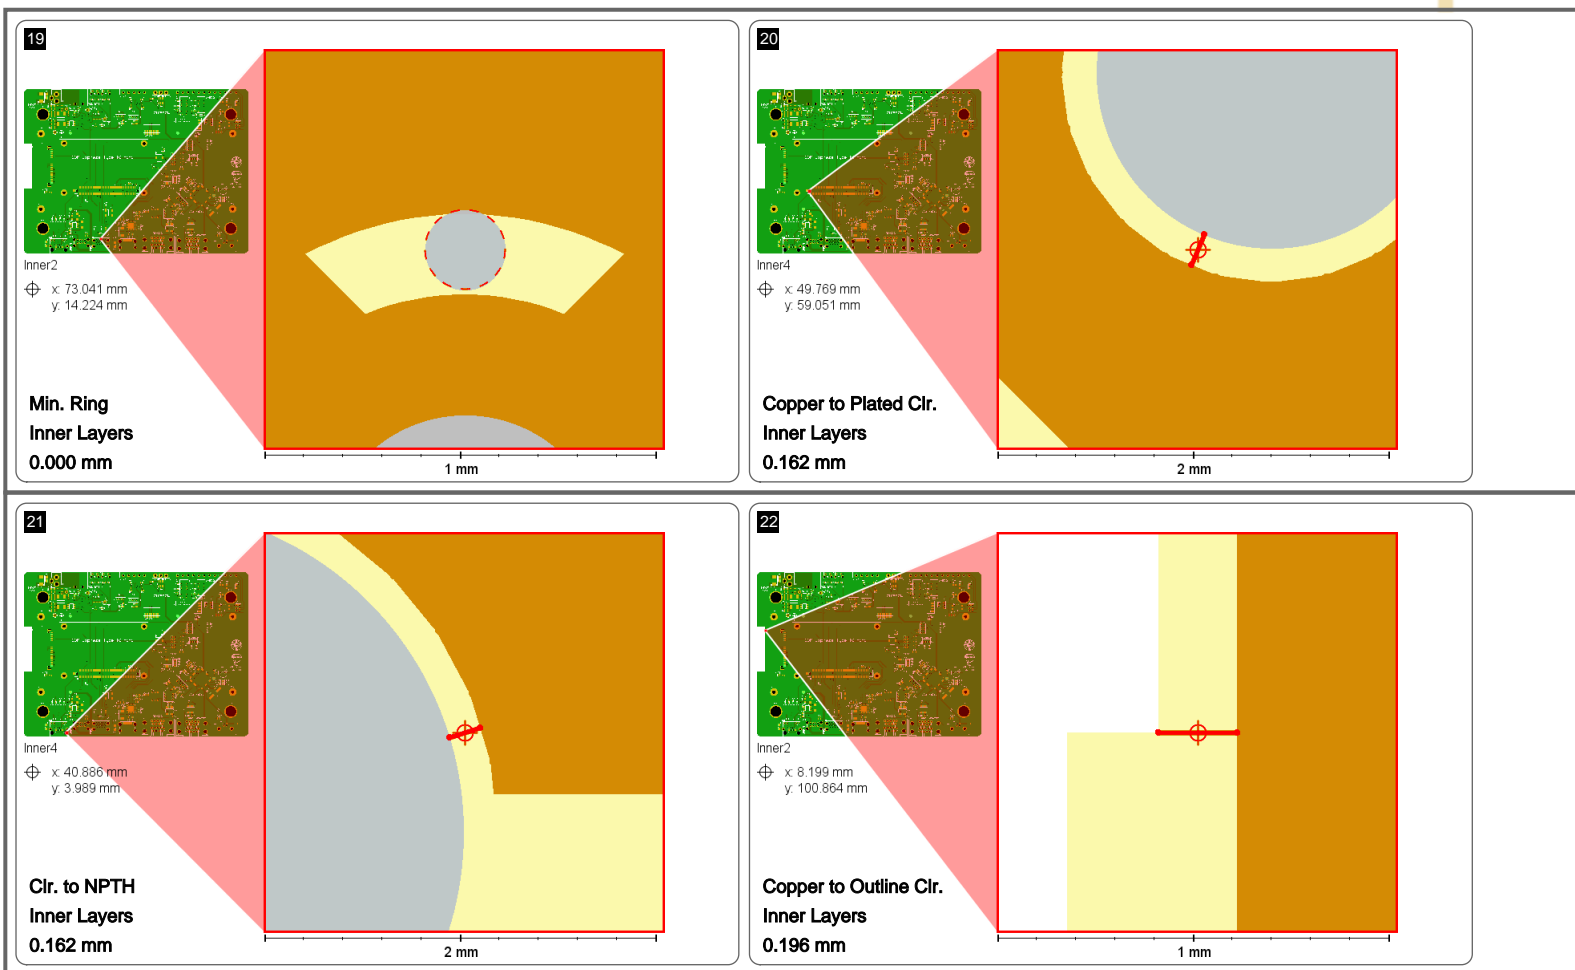 19
Inner2
x: 73.041 mm
y: 14.224 mm
Min. Ring
Inner Layers
0.000 mm
1 mm
20
Inner4
x: 49.769 mm
y: 59.051 mm
Copper to Plated Clr.
Inner Layers
0.162 mm
2 mm
21
Inner4
x: 40.886 mm
y: 3.989 mm
Clr. to NPTH
Inner Layers
0.162 mm
2 mm
22
Inner2
x: 8.199 mm
y: 100.864 mm
Copper to Outline Clr.
Inner Layers
0.196 mm
1 mm